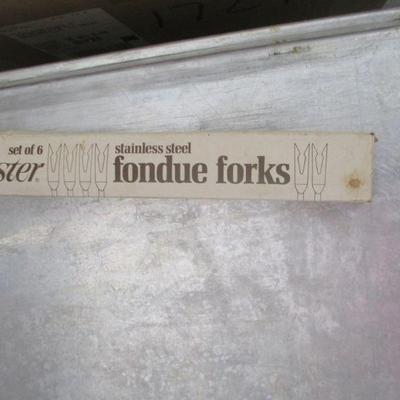 set of 6
ster®
stainless steel
fondue forks